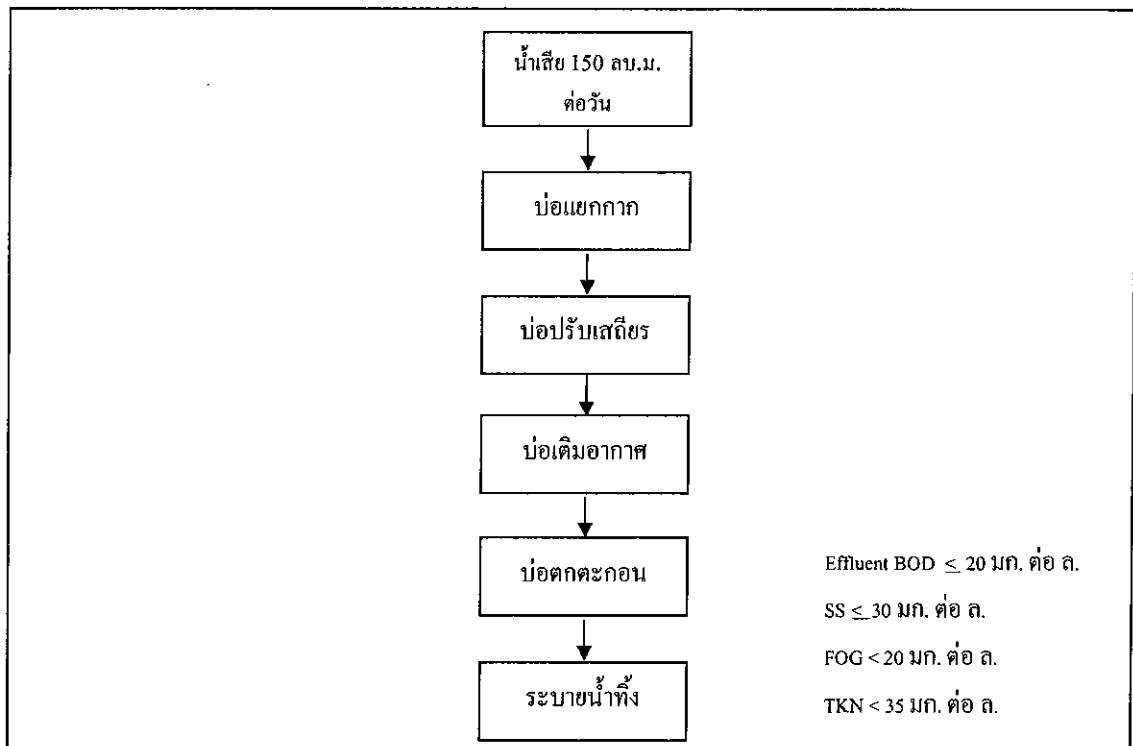 น้ำเสีย 150 ลบ.ม.
ต่อวัน
บ่อแยกกาก
บ่อปรับเสถียร
บ่อเติมอากาศ
บ่อตกตะกอน
ระบายน้ำทิ้ง
Effluent BOD ≤ 20 มก. ต่อ ล.
SS ≤ 30 มก. ต่อ ล.
FOG < 20 มก. ต่อ ล.
TKN < 35 มก. ต่อ ล.